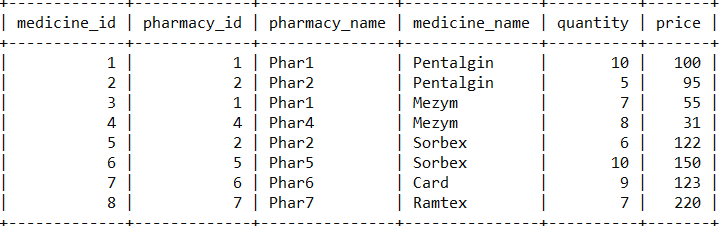 +-------------+-------------+---------------+---------------+----------+-------+
| medicine_id | pharmacy_id | pharmacy_name | medicine_name | quantity | price |
+-------------+-------------+---------------+---------------+----------+-------+
|           1 |           1 | Phar1         | Pentalgin     |       10 |   100 |
|           2 |           2 | Phar2         | Pentalgin     |        5 |    95 |
|           3 |           1 | Phar1         | Mezym         |        7 |    55 |
|           4 |           4 | Phar4         | Mezym         |        8 |    31 |
|           5 |           2 | Phar2         | Sorbex        |        6 |   122 |
|           6 |           5 | Phar5         | Sorbex        |       10 |   150 |
|           7 |           6 | Phar6         | Card          |        9 |   123 |
|           8 |           7 | Phar7         | Ramtex        |        7 |   220 |
+-------------+-------------+---------------+---------------+----------+-------+